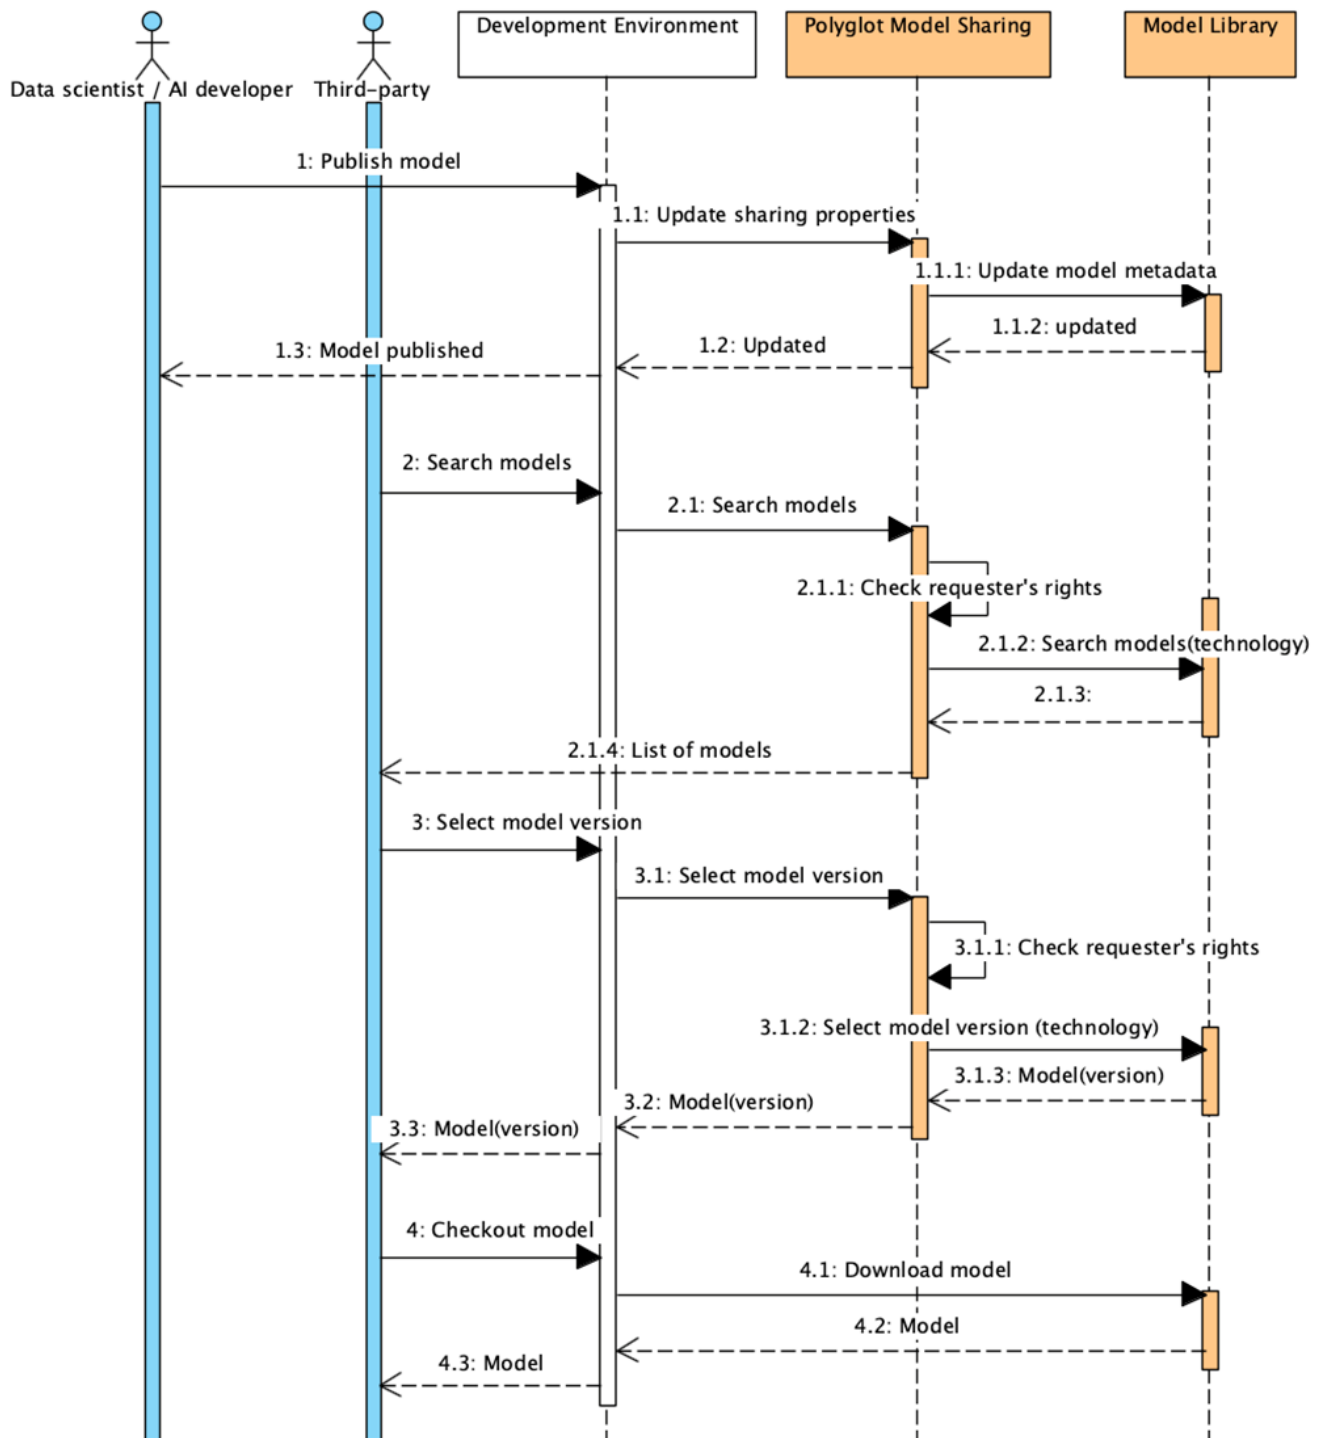 Development Environment
Polyglot Model Sharing
Model Library
Data scientist / AI developer
Third-party
1: Publish model
1.1: Update sharing properties
1.1.1: Update model metadata
1.1.2: updated
1.2: Updated
1.3: Model published
2: Search models
2.1: Search models
2.1.1: Check requester's rights
2.1.2: Search models(technology)
2.1.3:
2.1.4: List of models
3: Select model version
3.1: Select model version
3.1.1: Check requester's rights
3.1.2: Select model version (technology)
3.1.3: Model(version)
3.2: Model(version)
3.3: Model(version)
4: Checkout model
4.1: Download model
4.2: Model
4.3: Model